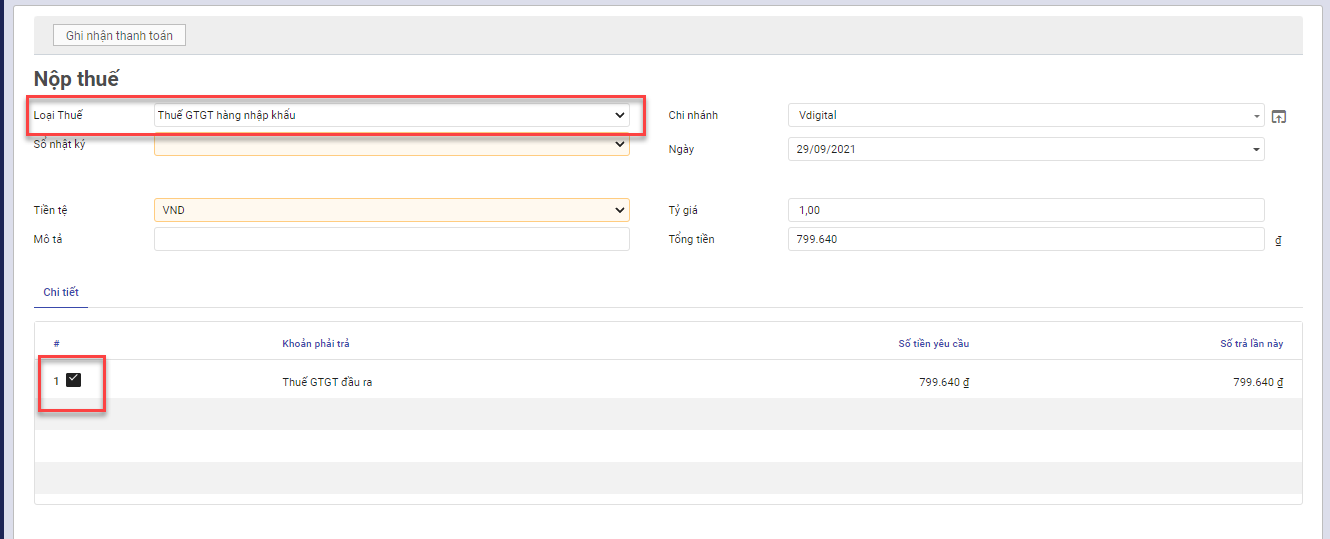 Ghi nhận thanh toán
Nộp thuế
Loại Thuế Thuế GTGT hàng nhập khẩu Chi nhánh Vdigital
Sổ nhật ký Ngày 29/09/2021
Tiền tệ VND Tỷ giá 1,00
Mô tả Tổng tiền 799.640 ₫
Chi tiết
# Khoản phải trả Số tiền yêu cầu Số trả lần này
1 Thuế GTGT đầu ra 799.640 ₫ 799.640 ₫